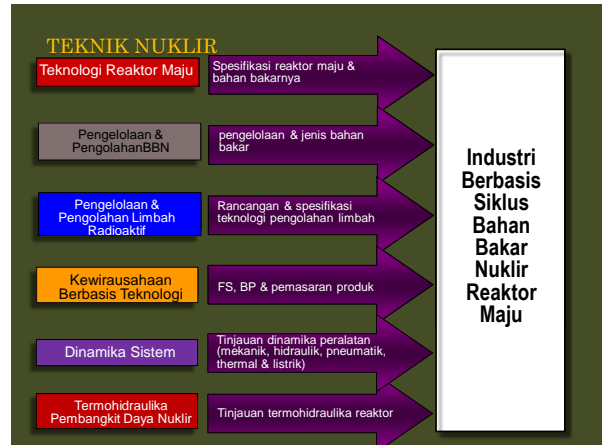 TEKNIK NUKLIR
Teknologi Reaktor Maju
Spesifikasi reaktor maju &
bahan bakarnya
Pengelolaan &
PengolahanBBN
pengelolaan & jenis bahan
bakar
Pengelolaan &
Pengolahan Limbah
Radioaktif
Rancangan & spesifikasi
teknologi pengolahan limbah
Kewirausahaan
Berbasis Teknologi
FS, BP & pemasaran produk
Dinamika Sistem
Tinjauan dinamika peralatan
(mekanik, hidraulik, pneumatik,
thermal & listrik)
Termohidraulika
Pembangkit Daya Nuklir
Tinjauan termohidraulika reaktor
Industri
Berbasis
Siklus
Bahan
Bakar
Nuklir
Reaktor
Maju